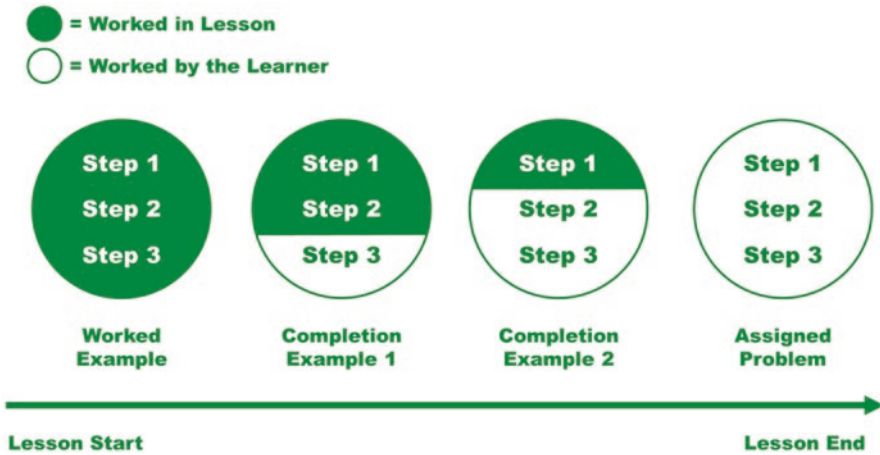 = Worked in Lesson
= Worked by the Learner
Step 1
Step 2
Step 3
Step 1
Step 2
Step 3
Step 1
Step 2
Step 3
Step 1
Step 2
Step 3
Worked
Example
Completion
Example 1
Completion
Example 2
Assigned
Problem
Lesson Start
Lesson End